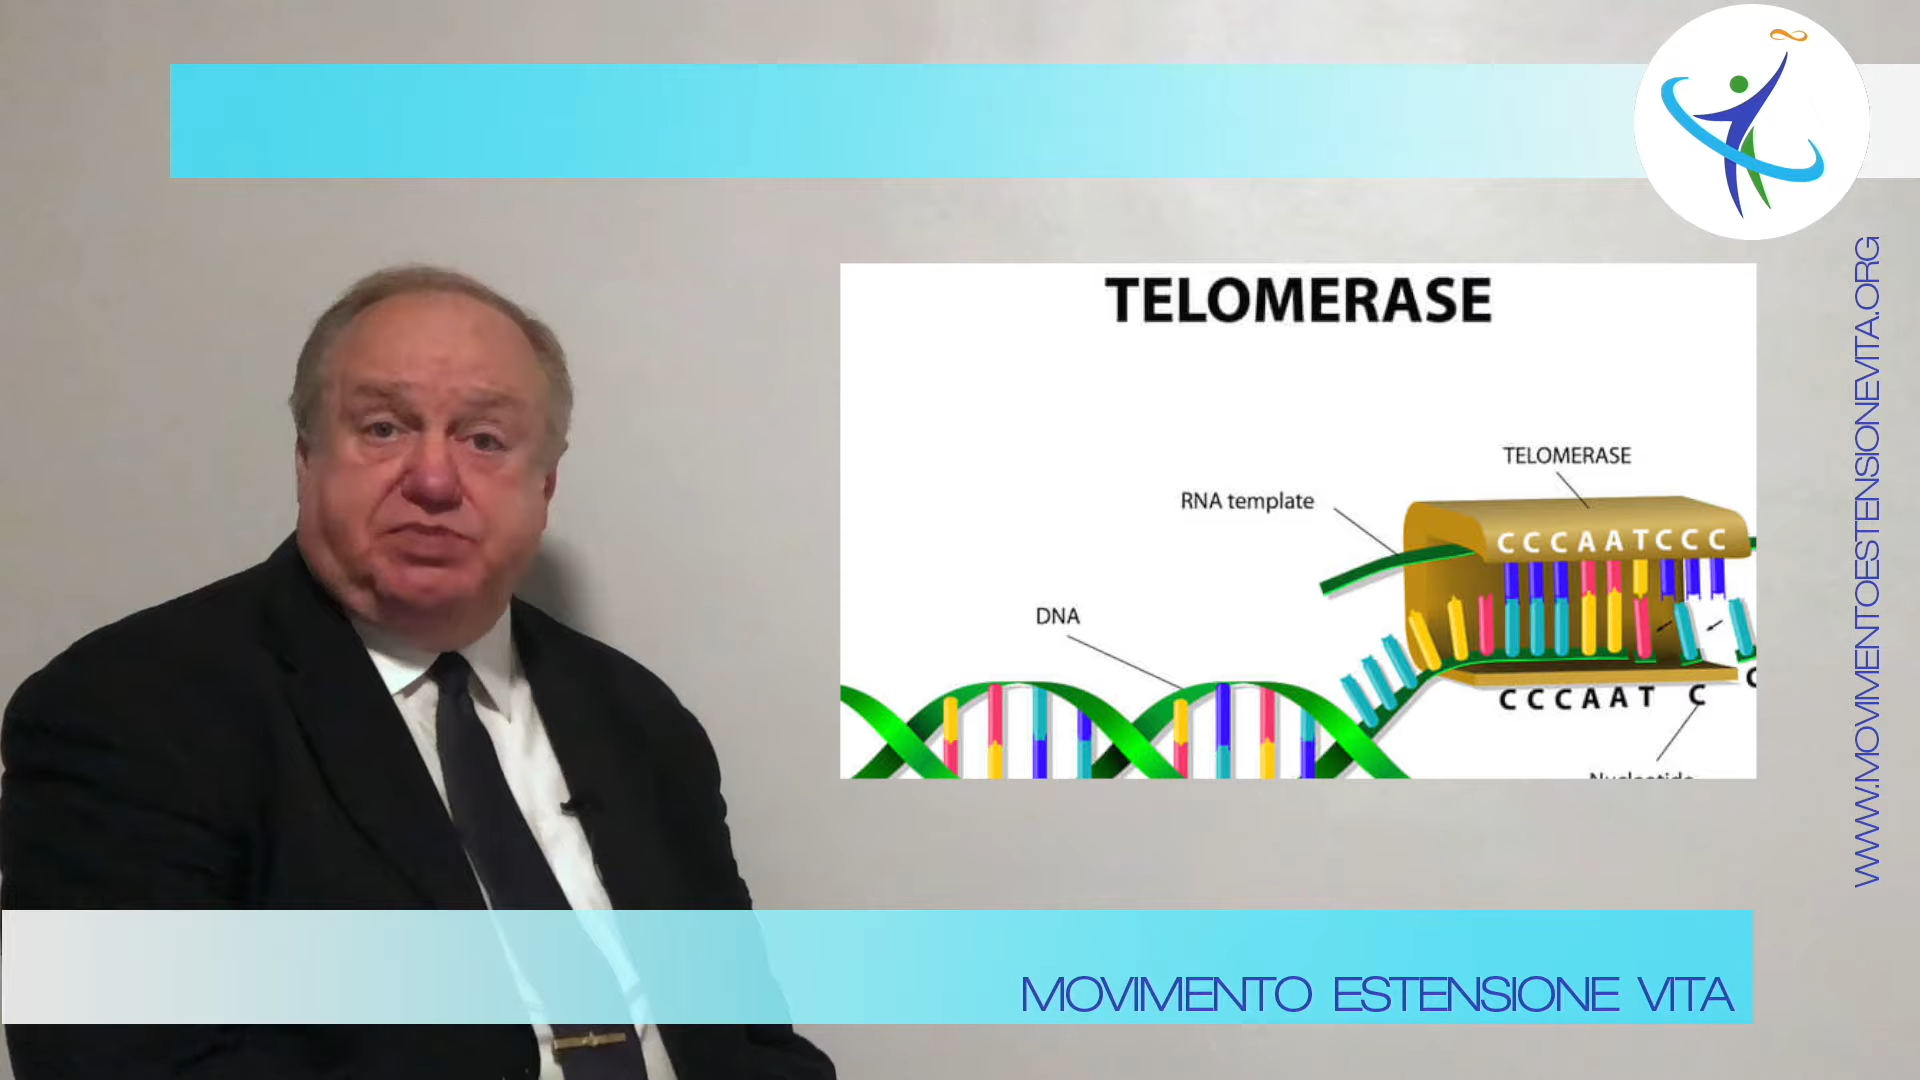 TELOMERASE
TELOMERASE
RNA template
CCCAATCCC
DNA
CCCAAT C C
WWW.MOVIMENTOESTENSIONEVITA.ORG
MOVIMENTO ESTENSIONE VITA